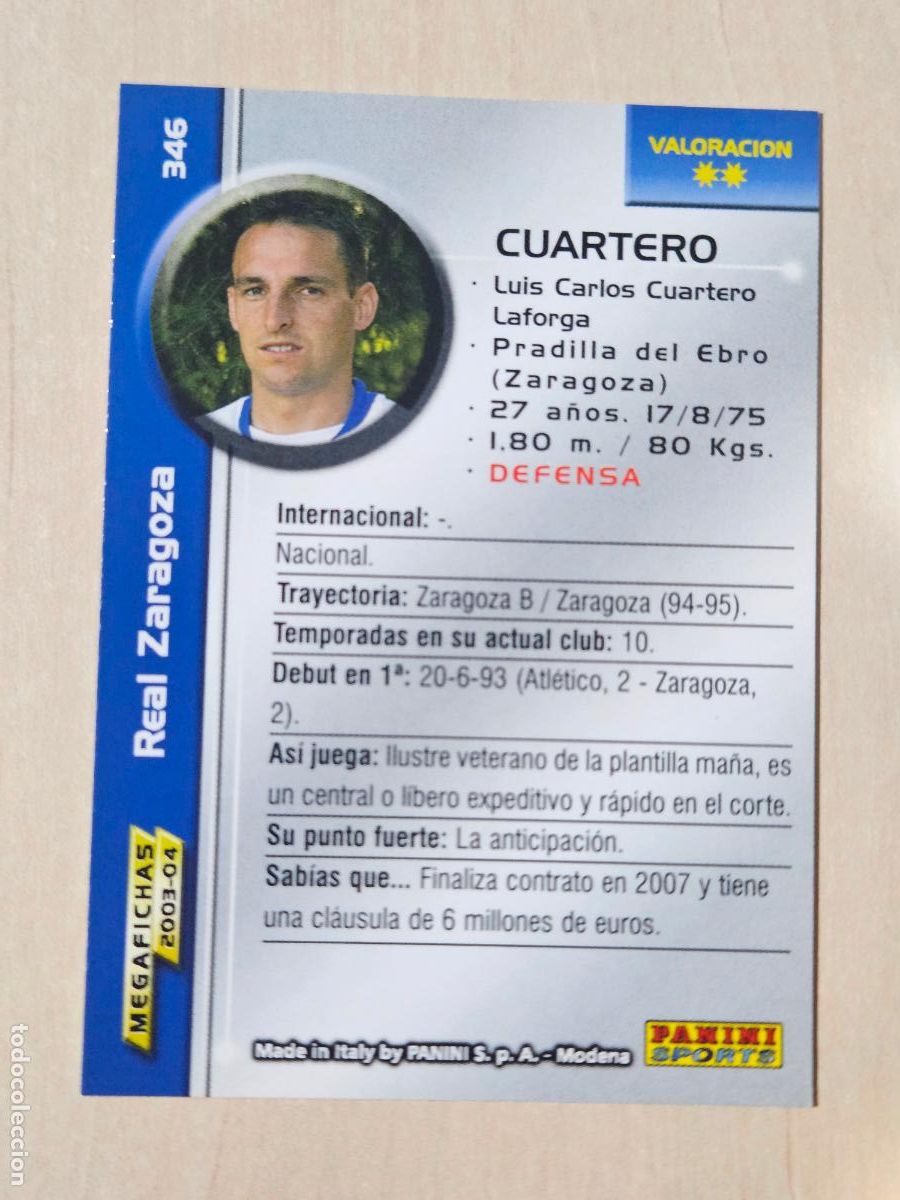 346
Real Zaragoza
MEGAFICHAS
2003-04
VALORACION
CUARTERO
· Luis Carlos Cuartero
Laforga
· Pradilla del Ebro
(Zaragoza)
· 27 años. 17/8/75
· 1.80 m. / 80 Kgs.
· DEFENSA
Internacional: -.
Nacional.
Trayectoria: Zaragoza B / Zaragoza (94-95).
Temporadas en su actual club: 10.
Debut en 1ª: 20-6-93 (Atlético, 2 - Zaragoza,
2).
Así juega: Ilustre veterano de la plantilla maña, es
un central o líbero expeditivo y rápido en el corte.
Su punto fuerte: La anticipación.
Sabías que... Finaliza contrato en 2007 y tiene
una cláusula de 6 millones de euros.
Made in Italy by PANINI S. p. A. - Modena
PANINI
SPORTS
todocoleccion